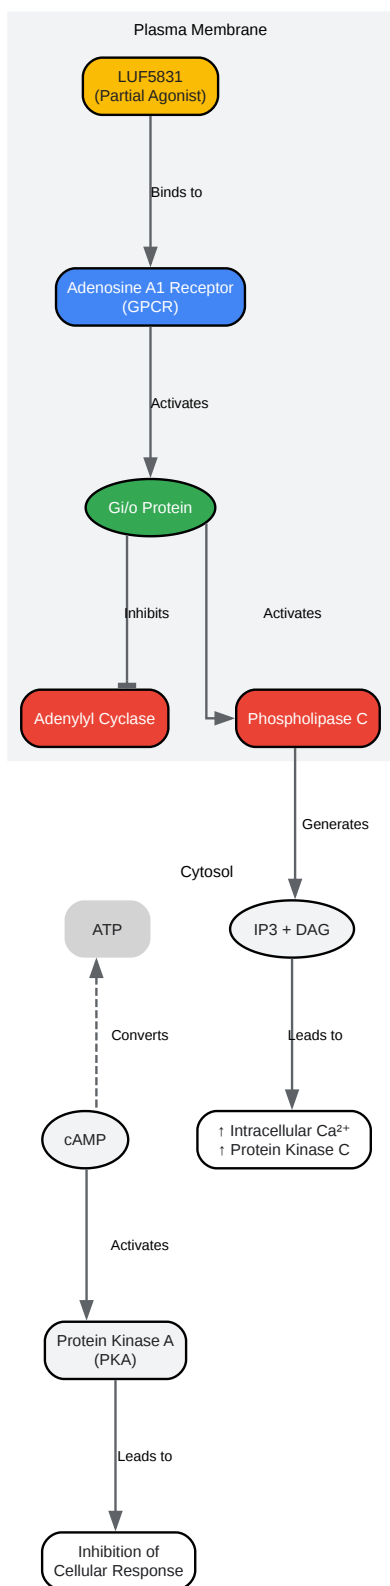 Plasma Membrane
LUF5831
(Partial Agonist)
Binds to
Adenosine A1 Receptor
(GPCR)
Activates
Gi/o Protein
Inhibits
Activates
Adenylyl Cyclase
Phospholipase C
Generates
Cytosol
ATP
IP3 + DAG
Converts
Leads to
cAMP
↑ Intracellular Ca²⁺
↑ Protein Kinase C
Activates
Protein Kinase A
(PKA)
Leads to
Inhibition of
Cellular Response